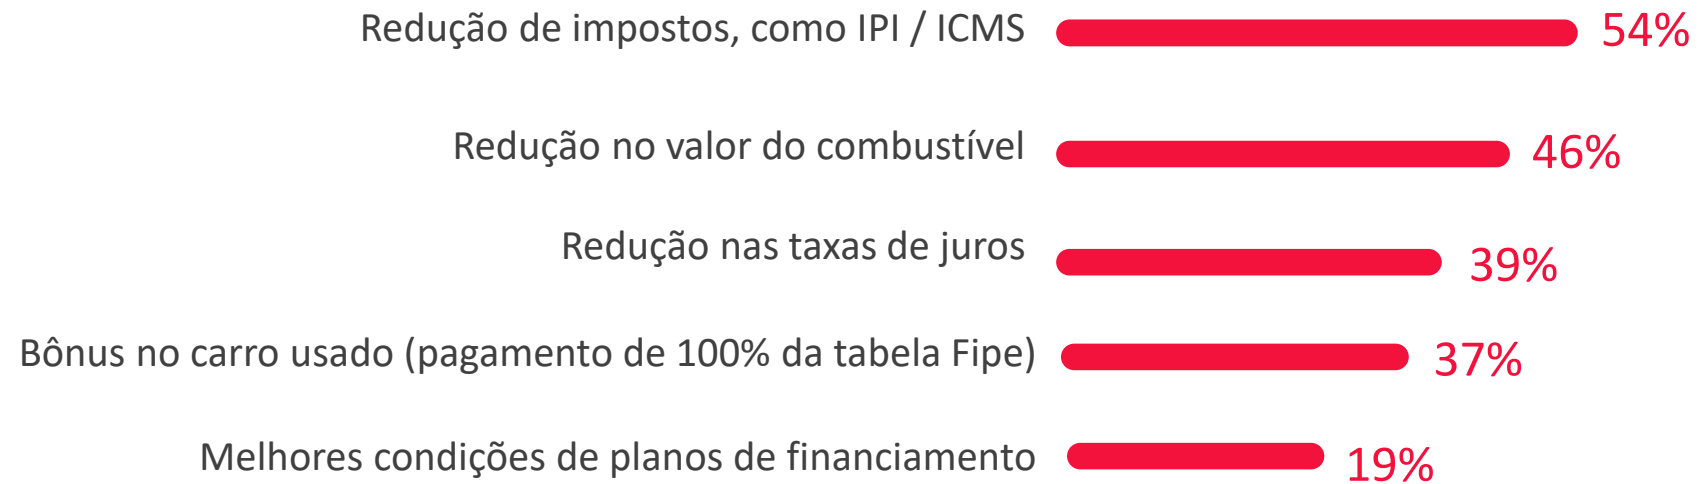 Redução de impostos, como IPI / ICMS 54%
Redução no valor do combustível 46%
Redução nas taxas de juros 39%
Bônus no carro usado (pagamento de 100% da tabela Fipe) 37%
Melhores condições de planos de financiamento 19%